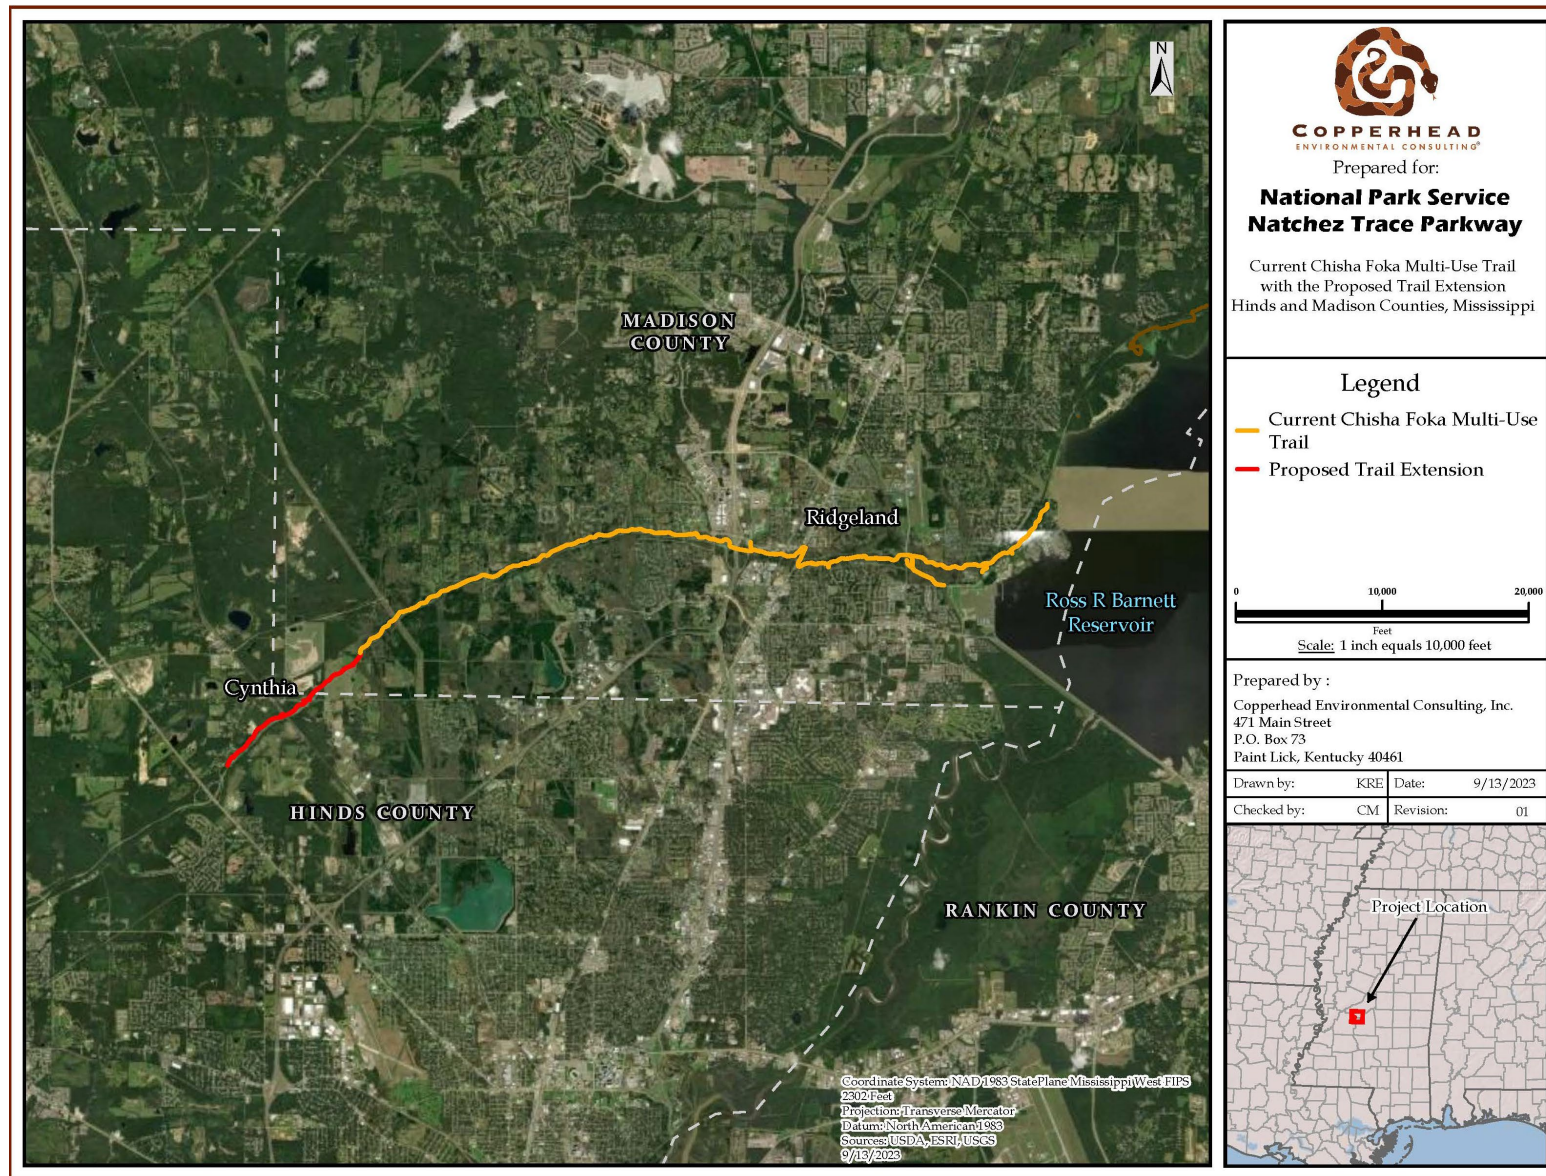 N
MADISON
COUNTY
Ridgeland
Ross R Barnett
Reservoir
Cynthia
HINDS COUNTY
RANKIN COUNTY
Coordinate System: NAD 1983 StatePlane Mississippi West FIPS
2302 Feet
Projection: Transverse Mercator
Datum: North American 1983
Sources: USDA, ESRI, USGS
9/13/2023
COPPERHEAD
ENVIRONMENTAL CONSULTING®
Prepared for:
National Park Service
Natchez Trace Parkway
Current Chisha Foka Multi-Use Trail
with the Proposed Trail Extension
Hinds and Madison Counties, Mississippi
Legend
Current Chisha Foka Multi-Use
Trail
Proposed Trail Extension
0 10,000 20,000
Feet
Scale: 1 inch equals 10,000 feet
Prepared by :
Copperhead Environmental Consulting, Inc.
471 Main Street
P.O. Box 73
Paint Lick, Kentucky 40461
Drawn by: KRE Date: 9/13/2023
Checked by: CM Revision: 01
Project Location